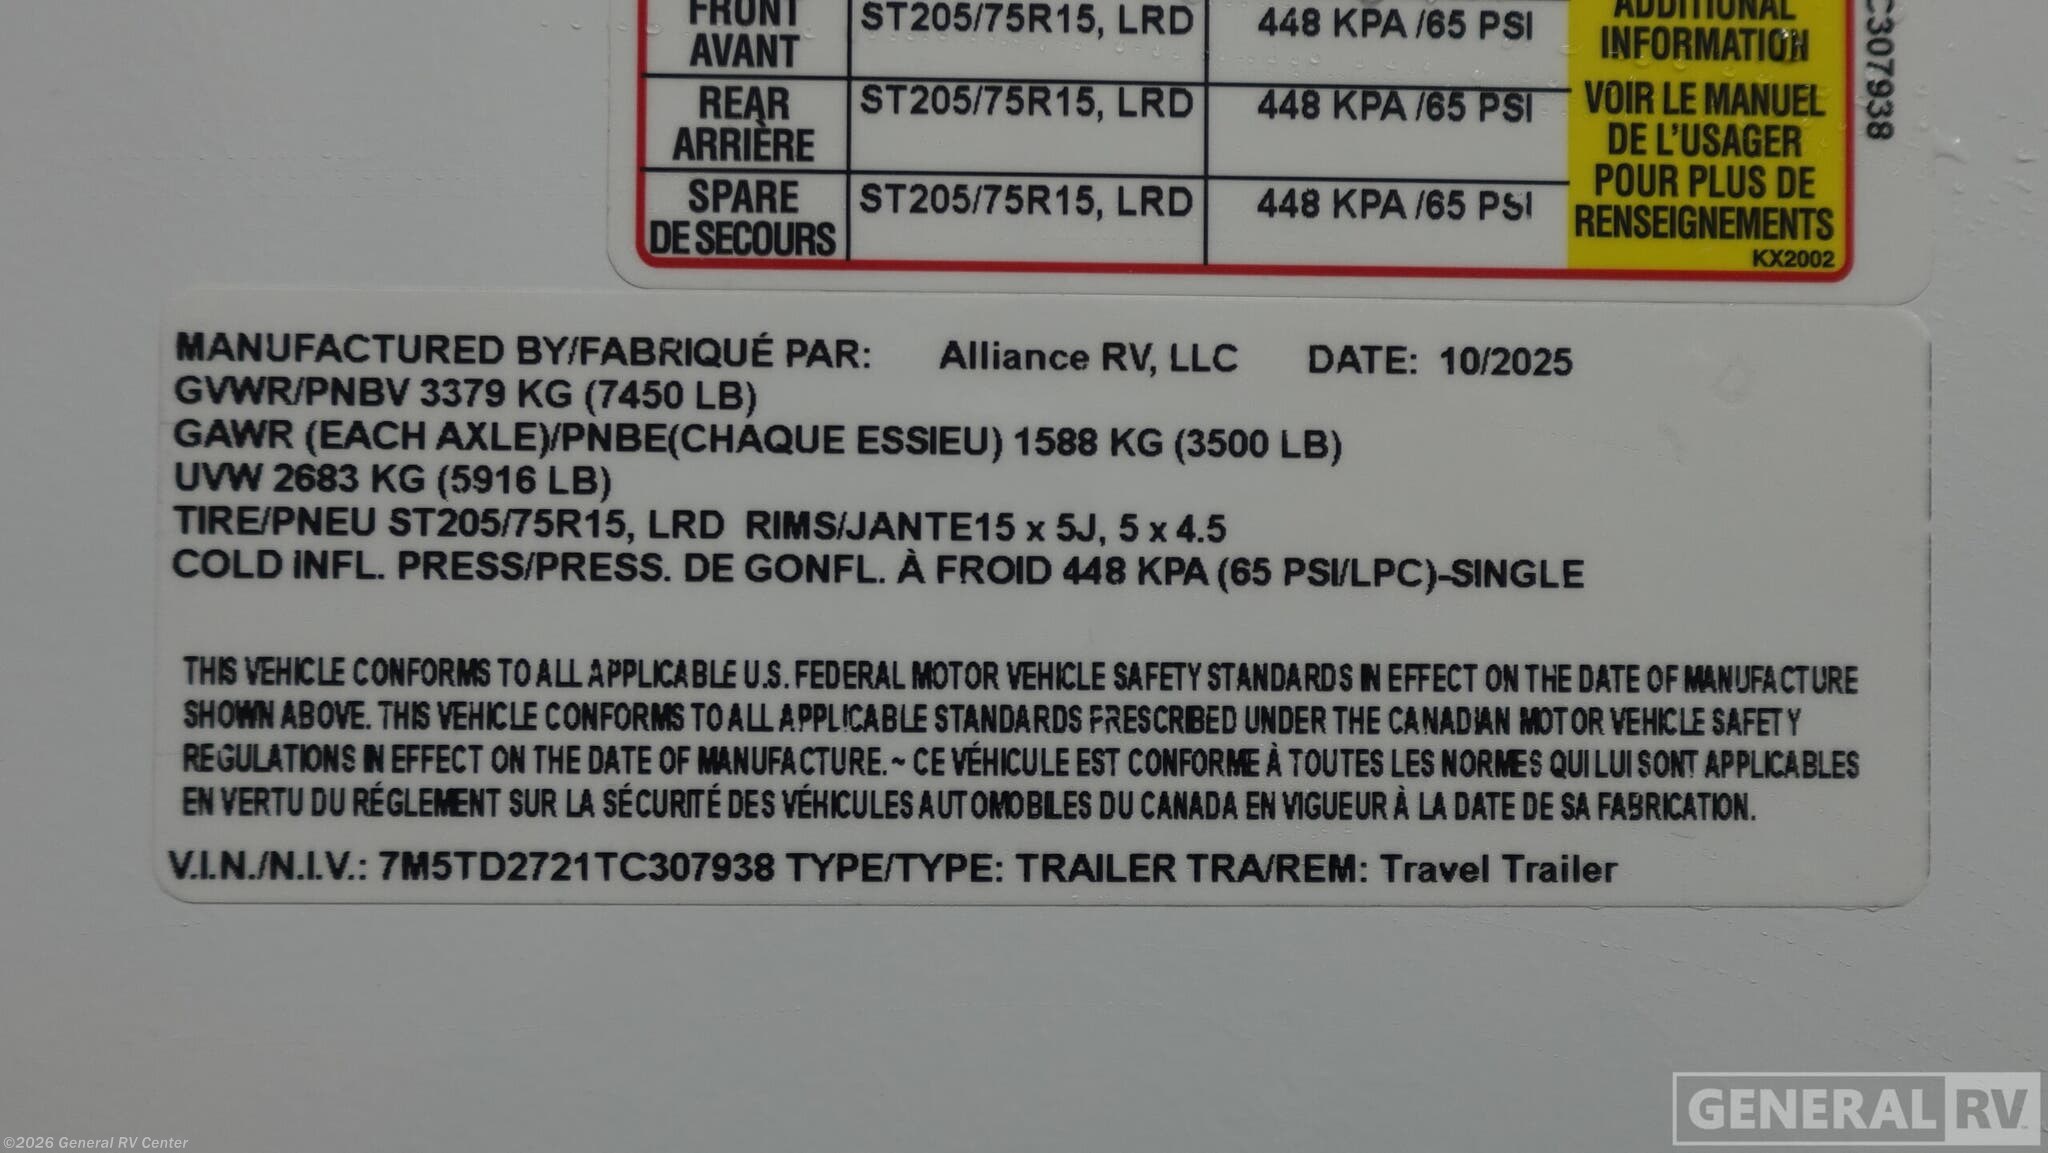 FRONT ST205/75R15, LRD 448 KPA /65 PSI ADDITIONAL
AVANT INFORMATION
REAR ST205/75R15, LRD 448 KPA /65 PSI VOIR LE MANUEL
ARRIÈRE DE L'USAGER
POUR PLUS DE
SPARE ST205/75R15, LRD 448 KPA /65 PSI RENSEIGNEMENTS
DE SECOURS KX2002
C307938
MANUFACTURED BY/FABRIQUÉ PAR: Alliance RV, LLC DATE: 10/2025
GVWR/PNBV 3379 KG (7450 LB)
GAWR (EACH AXLE)/PNBE(CHAQUE ESSIEU) 1588 KG (3500 LB)
UVW 2683 KG (5916 LB)
TIRE/PNEU ST205/75R15, LRD RIMS/JANTE15 x 5J, 5 x 4.5
COLD INFL. PRESS/PRESS. DE GONFL. À FROID 448 KPA (65 PSI/LPC)-SINGLE
THIS VEHICLE CONFORMS TO ALL APPLICABLE U.S. FEDERAL MOTOR VEHICLE SAFETY STANDARDS IN EFFECT ON THE DATE OF MANUFACTURE
SHOWN ABOVE. THIS VEHICLE CONFORMS TO ALL APPLICABLE STANDARDS PRESCRIBED UNDER THE CANADIAN MOTOR VEHICLE SAFETY
REGULATIONS IN EFFECT ON THE DATE OF MANUFACTURE.~ CE VÉHICULE EST CONFORME À TOUTES LES NORMES QUI LUI SONT APPLICABLES
EN VERTU DU RÉGLEMENT SUR LA SÉCURITÉ DES VÉHICULES AUTOMOBILES DU CANADA EN VIGUEUR À LA DATE DE SA FABRICATION.
V.I.N./N.I.V.: 7M5TD2721TC307938 TYPE/TYPE: TRAILER TRA/REM: Travel Trailer
GENERAL RV
©2026 General RV Center